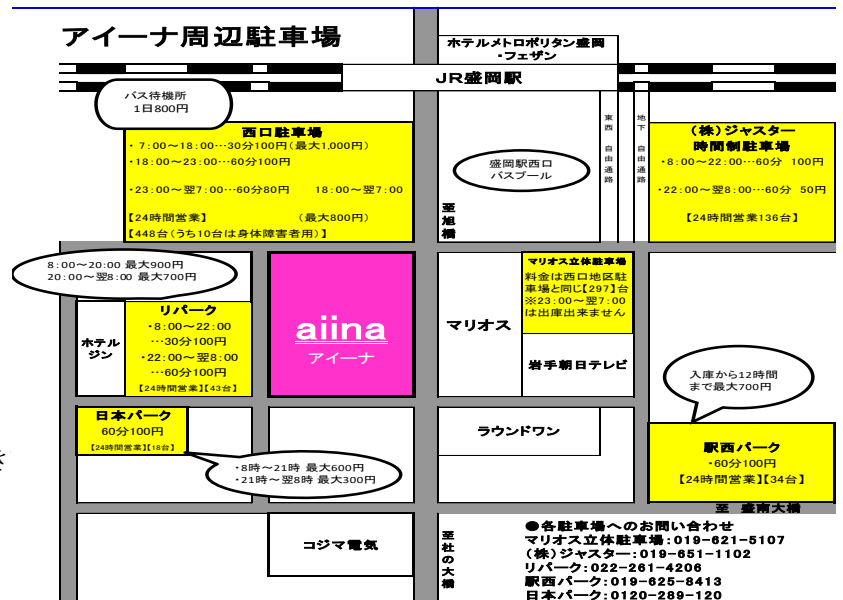 アイーナ周辺駐車場
ホテルメトロポリタン盛岡
・フェザン
JR盛岡駅
バス待機所
1日800円
西口駐車場
・ 7:00～18:00…30分100円(最大1,000円)
・18:00～23:00…60分100円
・23:00～翌7:00…60分80円 18:00～翌7:00
【24時間営業】 (最大800円)
【448台(うち10台は身体障害者用)】
盛岡駅西口
バスプール
東西 自由通路
地下 自由通路
至旭橋
(株)ジャスター
時間制駐車場
・8:00～22:00…60分 100円
・22:00～翌8:00…60分 50円
【24時間営業136台】
8:00～20:00 最大900円
20:00～翌8:00 最大700円
ホテル
ジン
リパーク
・8:00～22:00
…30分100円
・22:00～翌8:00
…60分100円
【24時間営業】【43台】
aiina
アイーナ
マリオス
マリオス立体駐車場
料金は西口地区駐
車場と同じ【297】台
※23:00～翌7:00
は出庫出来ません
岩手朝日テレビ
入庫から12時間
まで最大700円
日本パーク
60分100円
【24時間営業】【18台】
・8時～21時 最大600円
・21時～翌8時 最大300円
ラウンドワン
駅西パーク
・60分100円
【24時間営業】【34台】
至 盛南大橋
コジマ電気
至杜の大橋
●各駐車場へのお問い合わせ
マリオス立体駐車場:019-621-5107
(株)ジャスター:019-651-1102
リパーク:022-261-4206
駅西パーク:019-625-8413
日本パーク:0120-289-120